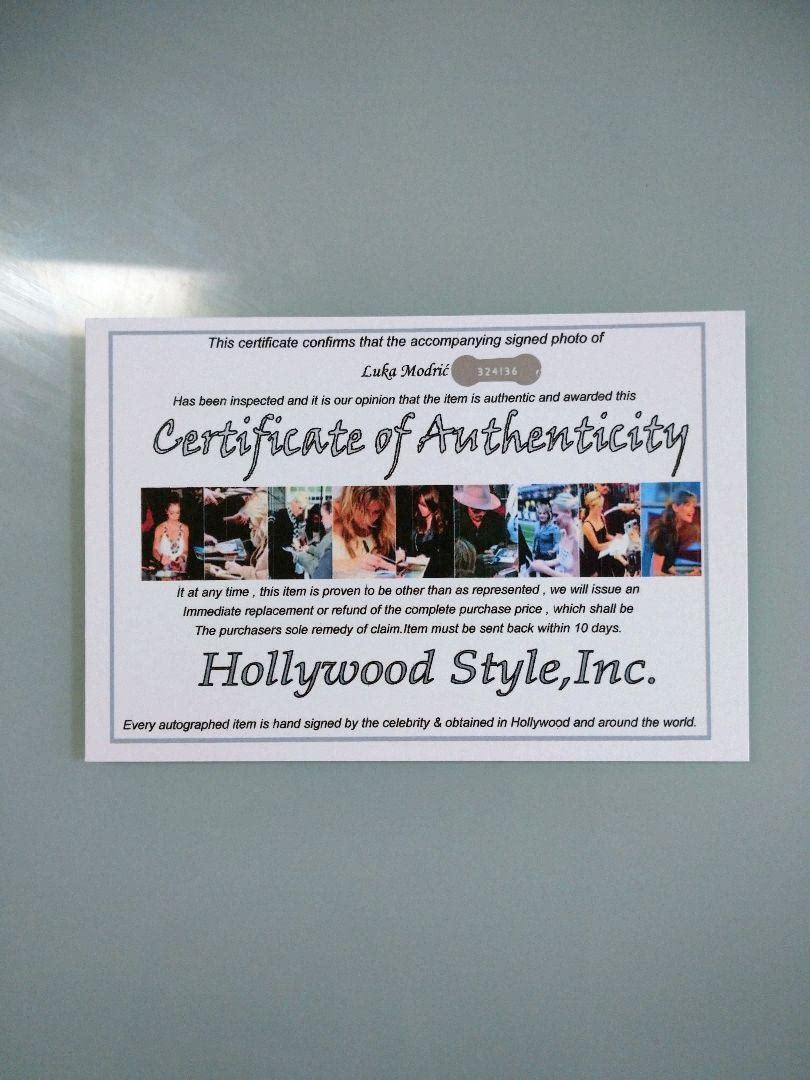 This certificate confirms that the accompanying signed photo of
Luka Modrić 324136
Has been inspected and it is our opinion that the item is authentic and awarded this
Certificate of Authenticity
It at any time , this item is proven to be other than as represented , we will issue an
Immediate replacement or refund of the complete purchase price , which shall be
The purchasers sole remedy of claim.Item must be sent back within 10 days.
Hollywood Style,Inc.
Every autographed item is hand signed by the celebrity & obtained in Hollywood and around the world.